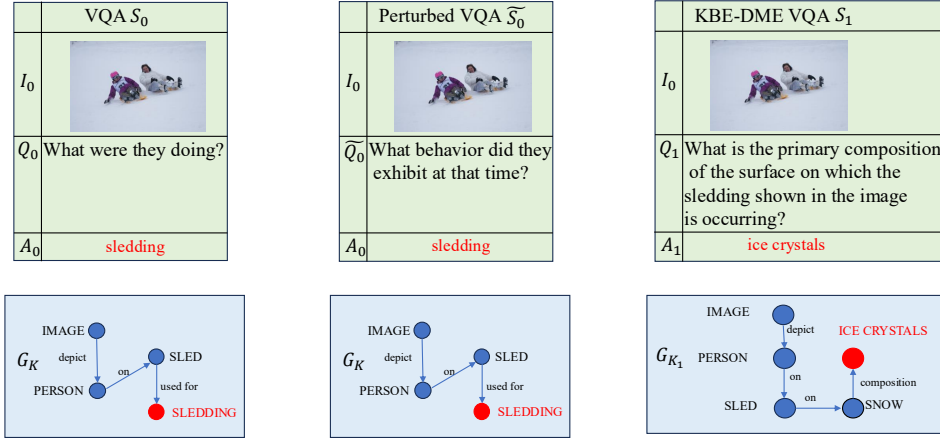 VQA S₀
I₀
Q₀ What were they doing?
A₀ sledding
Perturbed VQA S̃₀
I₀
Q̃₀ What behavior did they
exhibit at that time?
A₀ sledding
KBE-DME VQA S₁
I₀
Q₁ What is the primary composition
of the surface on which the
sledding shown in the image
is occurring?
A₁ ice crystals
IMAGE
G_K depict
on
SLED
PERSON
used for
SLEDDING
IMAGE
G_K depict
on
SLED
PERSON
used for
SLEDDING
IMAGE
depict
ICE CRYSTALS
G_K₁
PERSON
on
composition
SLED
on
SNOW